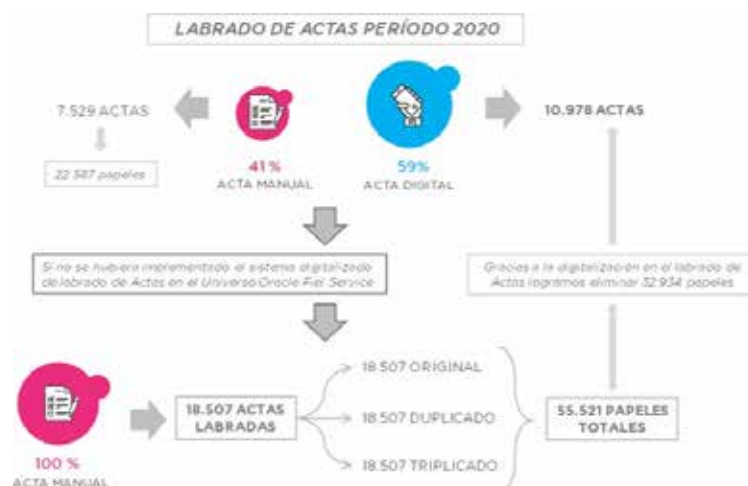 LABRADO DE ACTAS PERÍODO 2020
7.529 ACTAS
22.587 papeles
41 %
ACTA MANUAL
59%
ACTA DIGITAL
10.978 ACTAS
Si no se hubiera implementado el sistema digitalizado
de labrado de Actas en el Universo Oracle Fiel Service
Gracias a la digitalización en el labrado de
Actas logramos eliminar 32.934 papeles
100 %
ACTA MANUAL
18.507 ACTAS
LABRADAS
18.507 ORIGINAL
18.507 DUPLICADO
18.507 TRIPLICADO
55.521 PAPELES
TOTALES